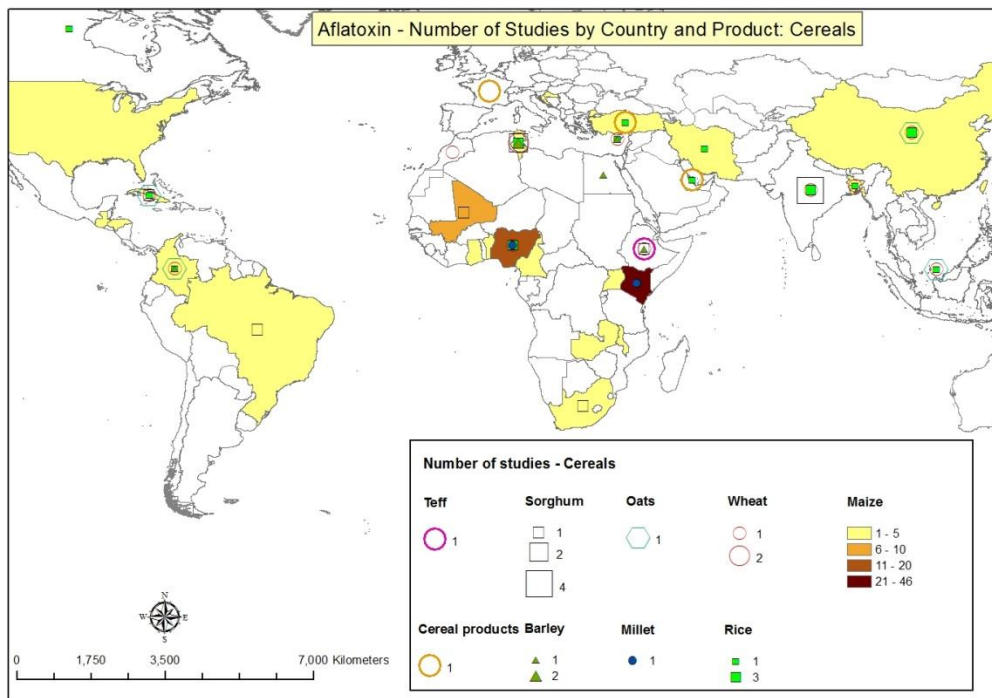 Aflatoxin - Number of Studies by Country and Product: Cereals
Number of studies - Cereals
Teff
1
Sorghum
1
2
4
Oats
1
Wheat
1
2
Maize
1 - 5
6 - 10
11 - 20
21 - 46
Cereal products
1
Barley
1
2
Millet
1
Rice
1
3
N
W E
S
0 1,750 3,500 7,000 Kilometers